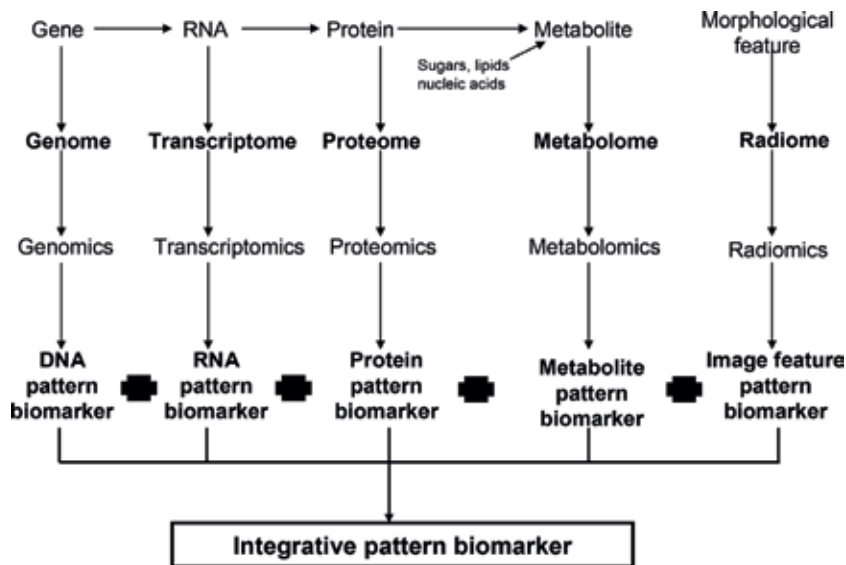 Gene
RNA
Protein
Metabolite
Morphological
feature
Sugars, lipids
nucleic acids
Genome
Transcriptome
Proteome
Metabolome
Radiome
Genomics
Transcriptomics
Proteomics
Metabolomics
Radiomics
DNA
pattern
biomarker
RNA
pattern
biomarker
Protein
pattern
biomarker
Metabolite
pattern
biomarker
Image feature
pattern
biomarker
Integrative pattern biomarker